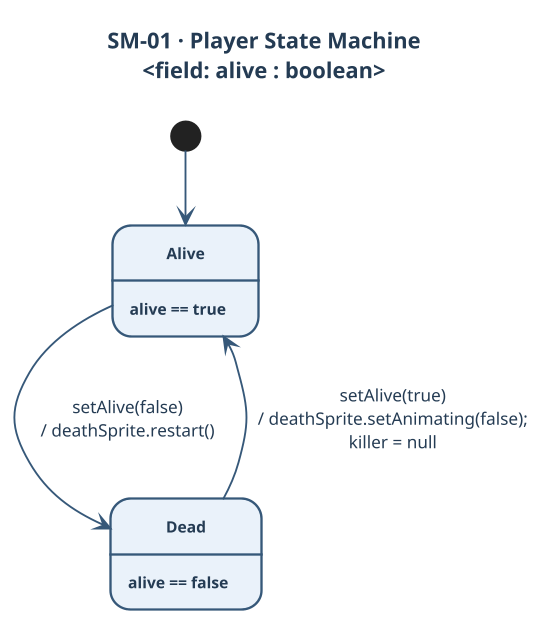 SM-01 · Player State Machine
<field: alive : boolean>
Alive
alive == true
setAlive(false)
/ deathSprite.restart()
setAlive(true)
/ deathSprite.setAnimating(false);
killer = null
Dead
alive == false